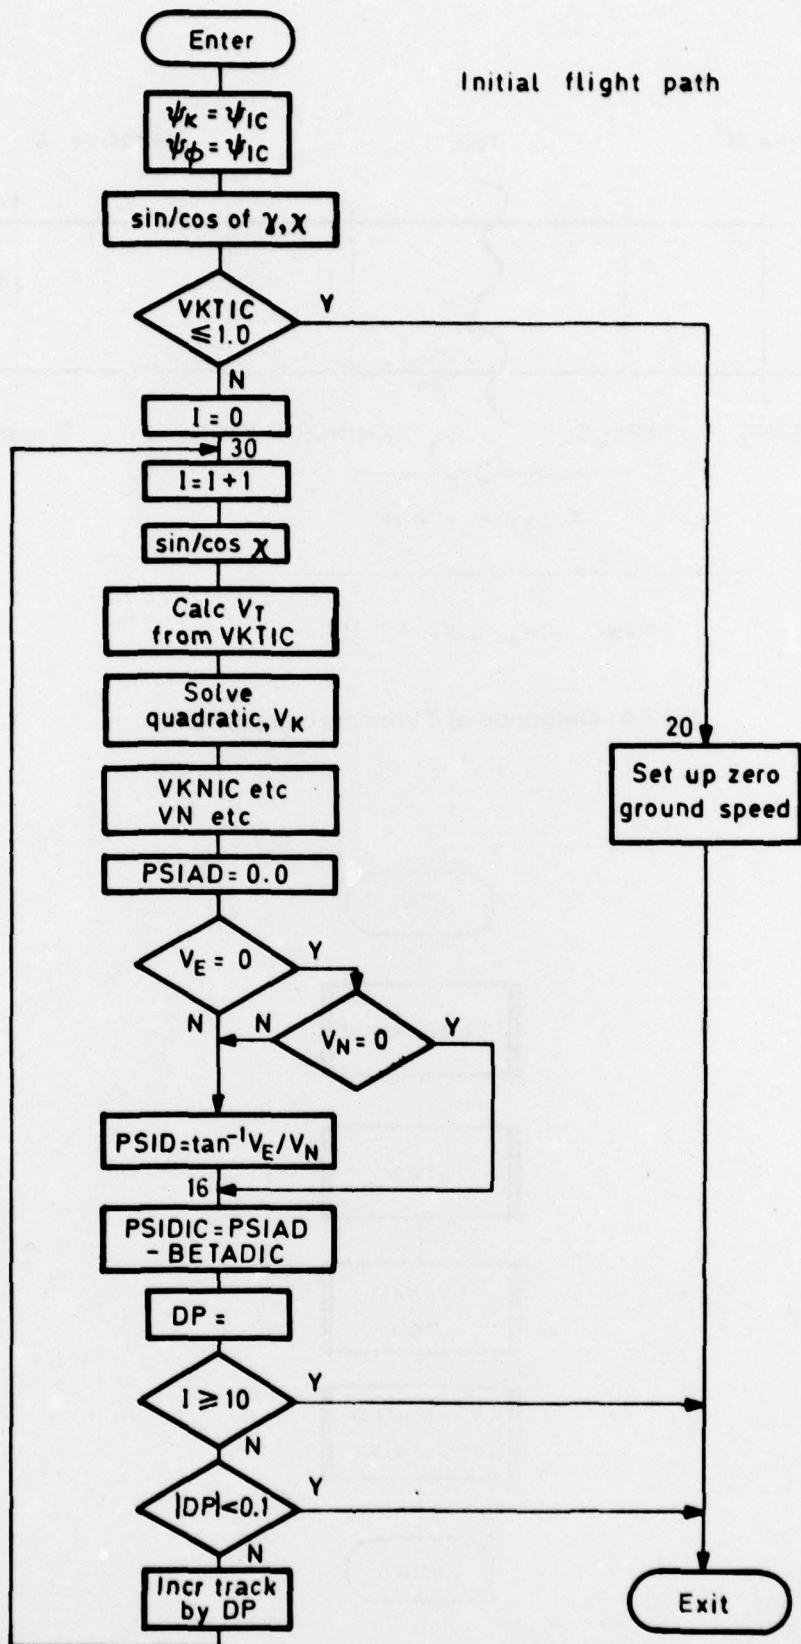 Enter
Initial flight path
ψK = ψIC
ψϕ = ψIC
sin/cos of γ, χ
VKTIC
≤ 1.0
Y
N
I = 0
30
I = I + 1
sin/cos χ
Calc VT
from VKTIC
Solve
quadratic, VK
20
Set up zero
ground speed
VKNIC etc
VN etc
PSIAD = 0.0
VE = 0
Y
N
VN = 0
N
Y
PSID = tan⁻¹ VE/VN
16
PSIDIC = PSIAD
- BETADIC
DP =
I ≥ 10
Y
N
|DP| < 0.1
Y
N
Incr track
by DP
Exit